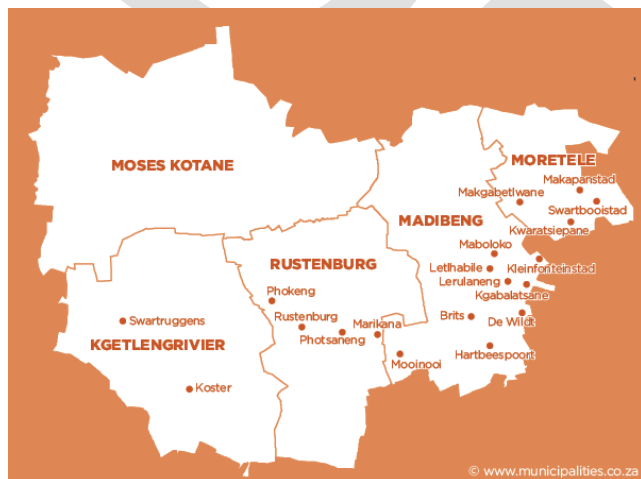 MOSES KOTANE
MORETELE
Makapanstad
Makgabetlwane
Swartbooistad
MADIBENG
Kwaratsiepane
Maboloko
RUSTENBURG
Letlhabile
Kleinfonteinstad
Lerulaneng
Kgabalatsane
Phokeng
Swartruggens
Rustenburg
Brits
De Wildt
Photsaneng
Marikana
KGETLENGRIVIER
Hartbeespoort
Mooinooi
Koster
© www.municipalities.co.za